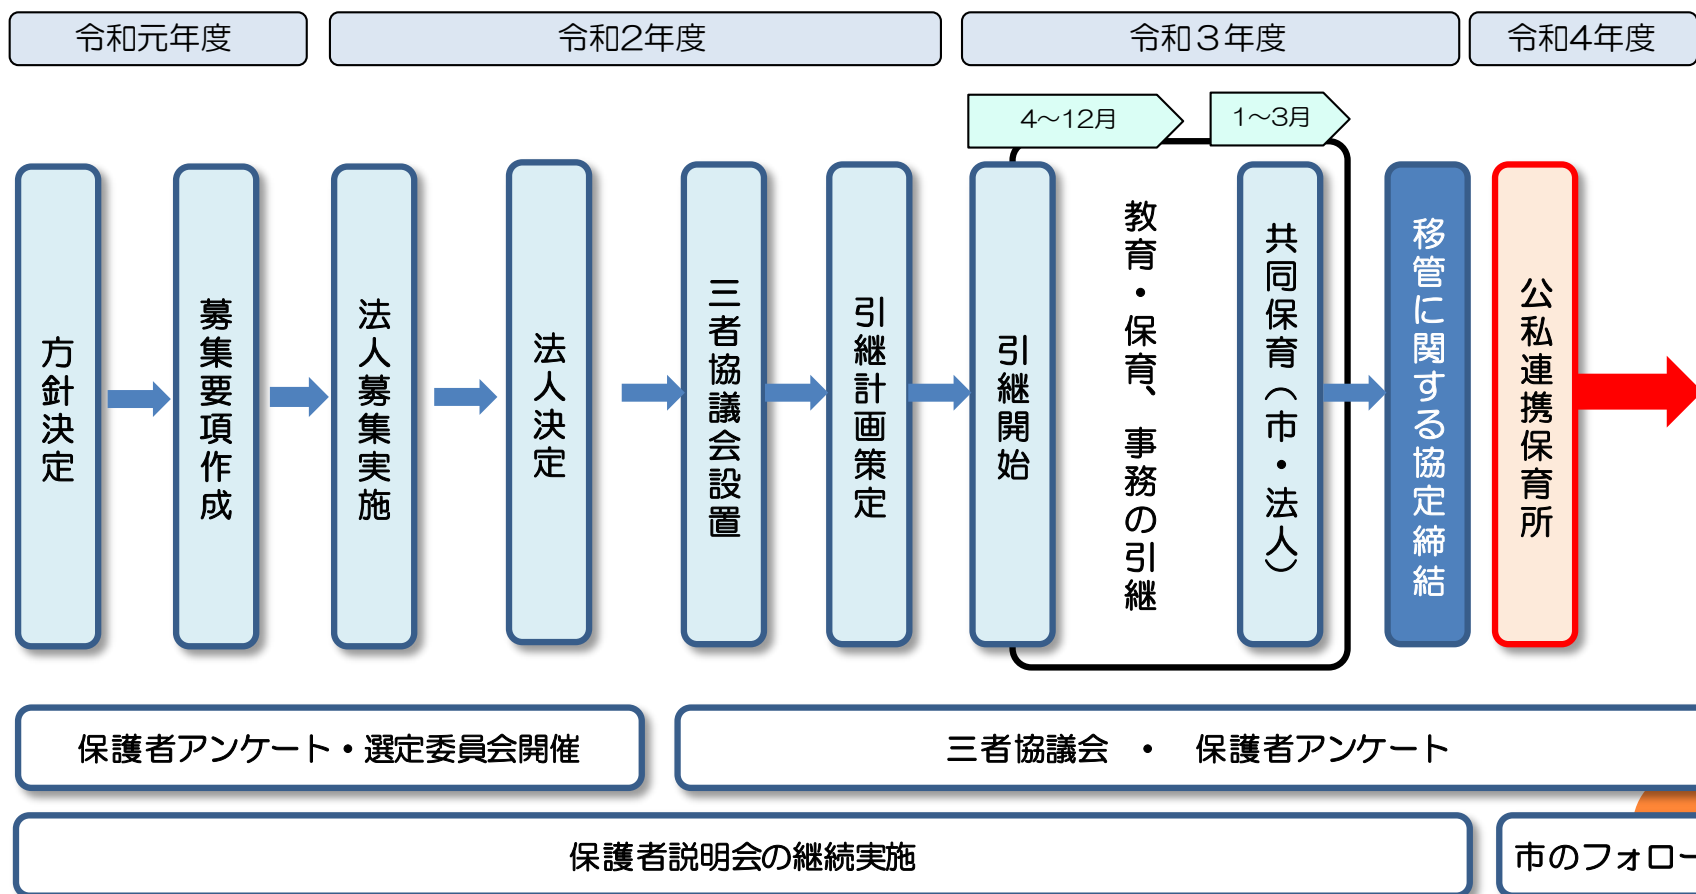 令和元年度
令和2年度
令和３年度
令和4年度
4～12月
1～3月
方針決定
募集要項作成
法人募集実施
法人決定
三者協議会設置
引継計画策定
引継開始
教育・保育、事務の引継
共同保育（市・法人）
移管に関する協定締結
公私連携保育所
保護者アンケート・選定委員会開催
三者協議会　・　保護者アンケート
保護者説明会の継続実施
市のフォロー